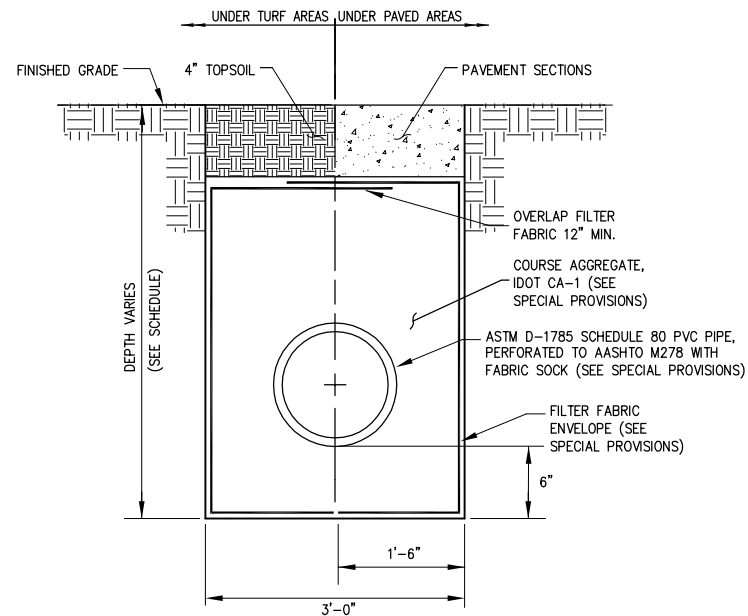 UNDER TURF AREAS UNDER PAVED AREAS
FINISHED GRADE
4" TOPSOIL
PAVEMENT SECTIONS
OVERLAP FILTER
FABRIC 12" MIN.
COURSE AGGREGATE,
IDOT CA-1 (SEE
SPECIAL PROVISIONS)
DEPTH VARIES
(SEE SCHEDULE)
ASTM D-1785 SCHEDULE 80 PVC PIPE,
PERFORATED TO AASHTO M278 WITH
FABRIC SOCK (SEE SPECIAL PROVISIONS)
FILTER FABRIC
ENVELOPE (SEE
SPECIAL PROVISIONS)
6"
1'-6"
3'-0"